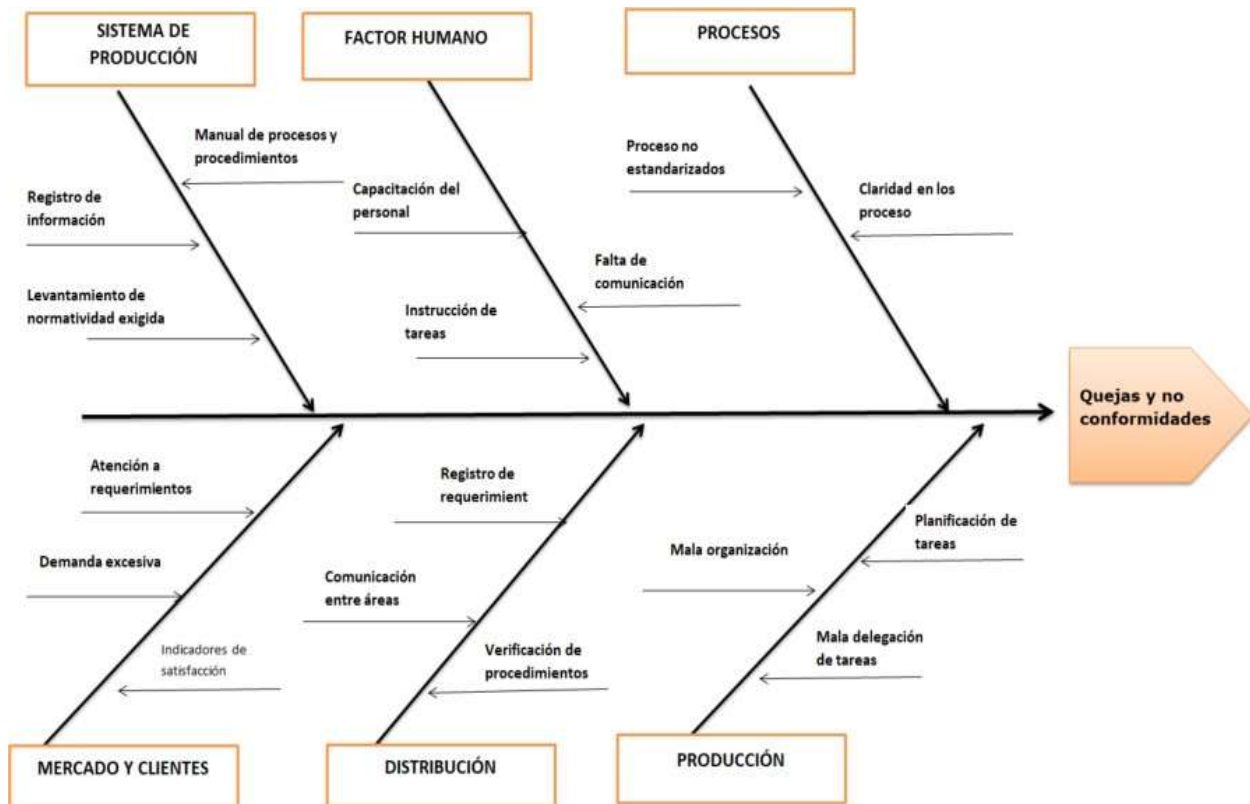 SISTEMA DE
PRODUCCIÓN
FACTOR HUMANO
PROCESOS
Manual de procesos y
procedimientos
Registro de
información
Levantamiento de
normatividad exigida
Capacitación del
personal
Falta de
comunicación
Instrucción de
tareas
Proceso no
estandarizados
Claridad en los
proceso
Quejas y no
conformidades
Atención a
requerimientos
Demanda excesiva
Indicadores de
satisfacción
Registro de
requerimient
Comunicación
entre áreas
Verificación de
procedimientos
Planificación de
tareas
Mala organización
Mala delegación
de tareas
MERCADO Y CLIENTES
DISTRIBUCIÓN
PRODUCCIÓN